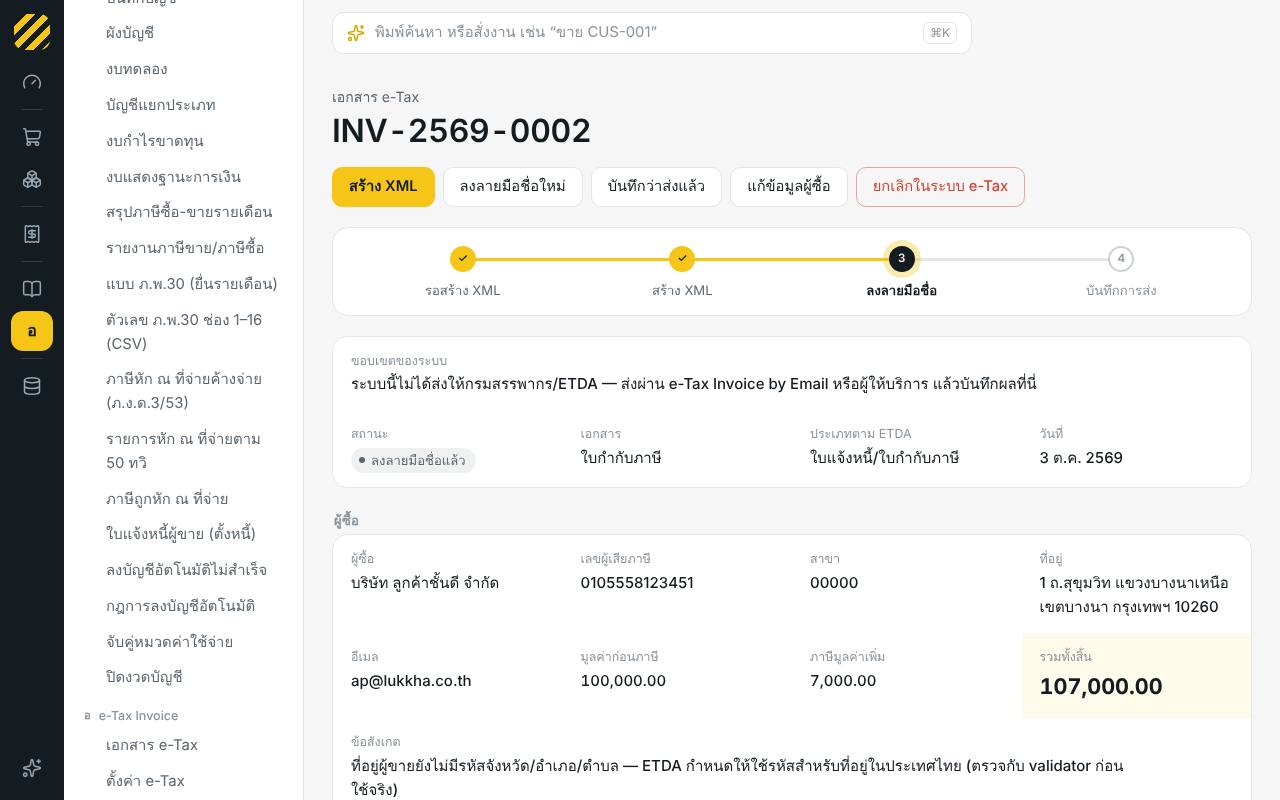 ผังบัญชี
งบทดลอง
บัญชีแยกประเภท
งบกำไรขาดทุน
งบแสดงฐานะการเงิน
สรุปภาษีซื้อ-ขายรายเดือน
รายงานภาษีขาย/ภาษีซื้อ
แบบ ภ.พ.30 (ยื่นรายเดือน)
ตัวเลข ภ.พ.30 ช่อง 1–16
(CSV)
ภาษีหัก ณ ที่จ่ายค้างจ่าย
(ภ.ง.ด.3/53)
รายการหัก ณ ที่จ่ายตาม
50 ทวิ
ภาษีถูกหัก ณ ที่จ่าย
ใบแจ้งหนี้ผู้ขาย (ตั้งหนี้)
ลงบัญชีอัตโนมัติไม่สำเร็จ
กฎการลงบัญชีอัตโนมัติ
จับคู่หมวดค่าใช้จ่าย
ปิดงวดบัญชี
อ e-Tax Invoice
เอกสาร e-Tax
ตั้งค่า e-Tax
อ
พิมพ์ค้นหา หรือสั่งงาน เช่น “ขาย CUS-001” ⌘K
เอกสาร e-Tax
INV-2569-0002
สร้าง XML ลงลายมือชื่อใหม่ บันทึกว่าส่งแล้ว แก้ข้อมูลผู้ซื้อ ยกเลิกในระบบ e-Tax
3 4
รอสร้าง XML สร้าง XML ลงลายมือชื่อ บันทึกการส่ง
ขอบเขตของระบบ
ระบบนี้ไม่ได้ส่งให้กรมสรรพากร/ETDA — ส่งผ่าน e-Tax Invoice by Email หรือผู้ให้บริการ แล้วบันทึกผลที่นี่
สถานะ เอกสาร ประเภทตาม ETDA วันที่
ลงลายมือชื่อแล้ว ใบกำกับภาษี ใบแจ้งหนี้/ใบกำกับภาษี 3 ต.ค. 2569
ผู้ซื้อ
ผู้ซื้อ เลขผู้เสียภาษี สาขา ที่อยู่
บริษัท ลูกค้าชั้นดี จำกัด 0105558123451 00000 1 ถ.สุขุมวิท แขวงบางนาเหนือ
เขตบางนา กรุงเทพฯ 10260
อีเมล มูลค่าก่อนภาษี ภาษีมูลค่าเพิ่ม รวมทั้งสิ้น
ap@lukkha.co.th 100,000.00 7,000.00 107,000.00
ข้อสังเกต
ที่อยู่ผู้ขายยังไม่มีรหัสจังหวัด/อำเภอ/ตำบล — ETDA กำหนดให้ใช้รหัสสำหรับที่อยู่ในประเทศไทย (ตรวจกับ validator ก่อน
ใช้จริง)